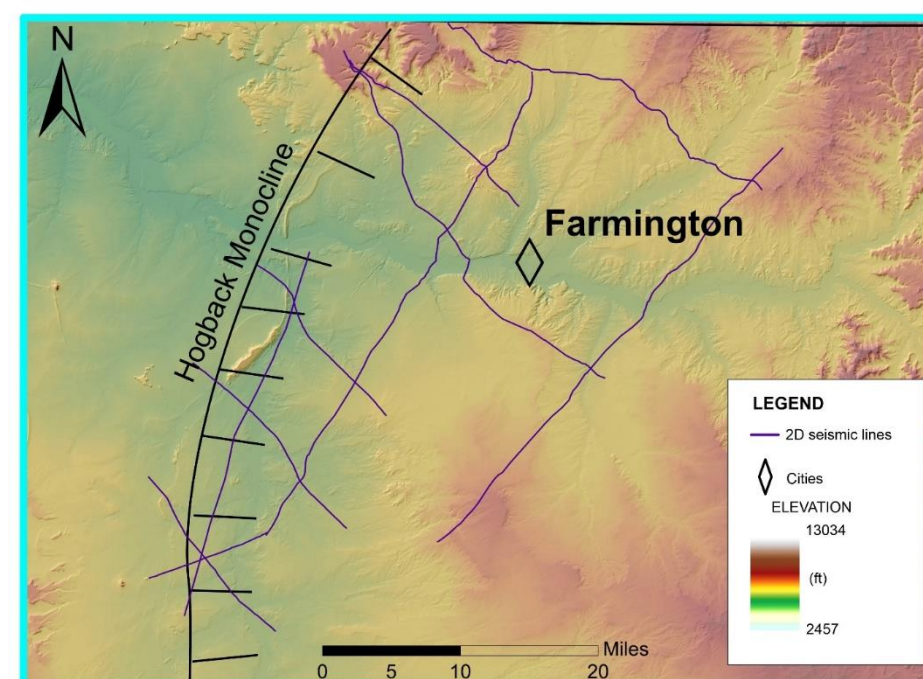 N
Hogback Monocline
Farmington
LEGEND
2D seismic lines
Cities
ELEVATION
13034
(ft)
2457
Miles
0 5 10 20